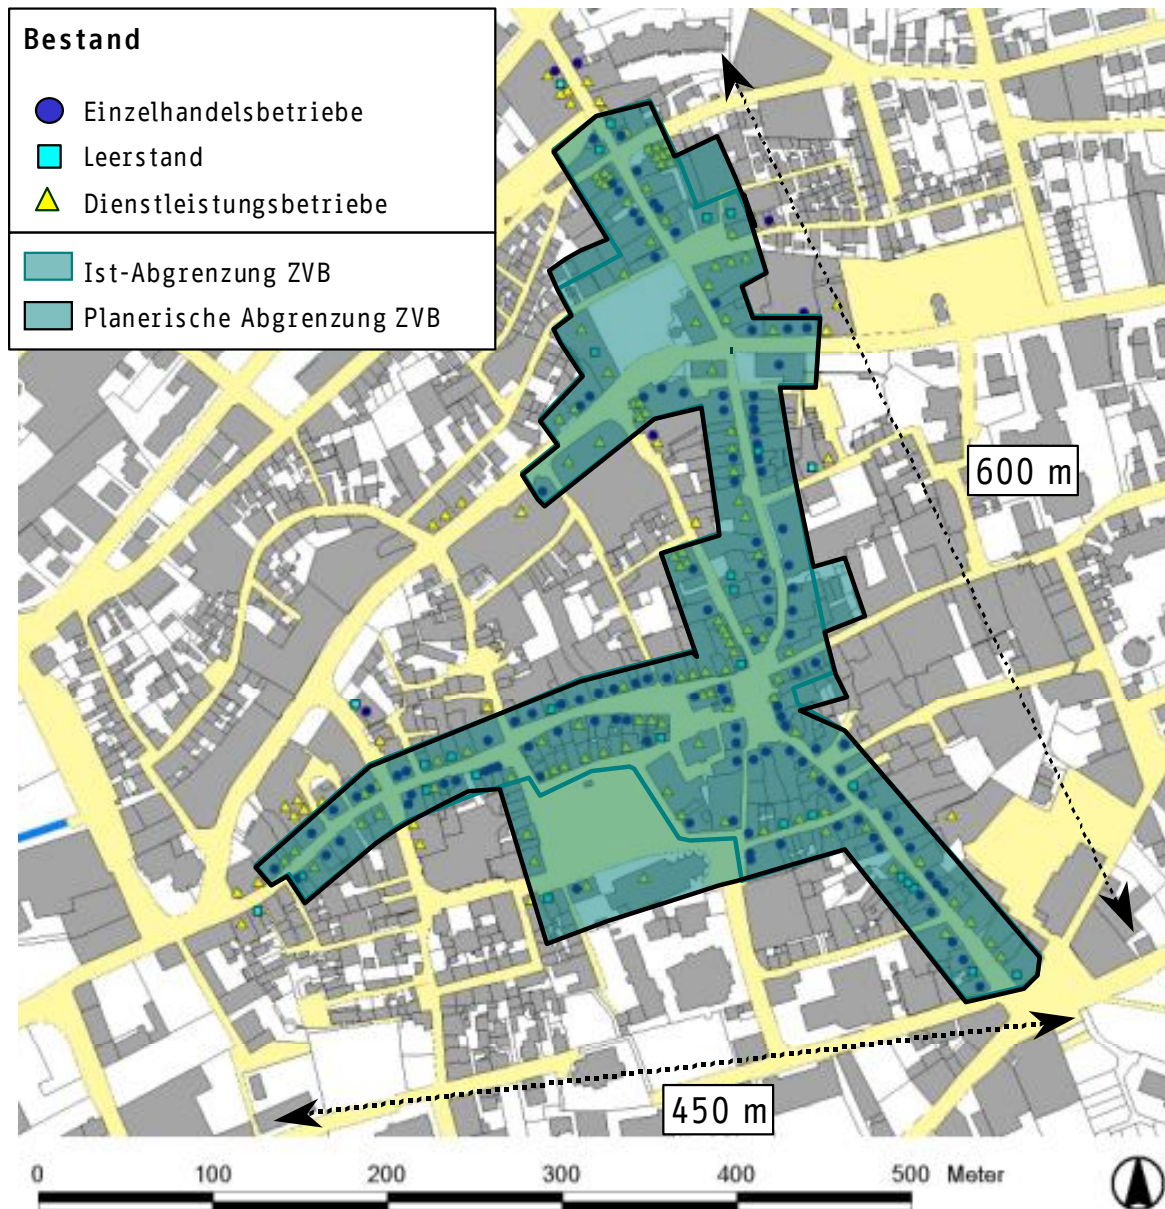 Bestand
Einzelhandelsbetriebe
Leerstand
Dienstleistungsbetriebe
Ist-Abgrenzung ZVB
Planerische Abgrenzung ZVB
600 m
450 m
0 100 200 300 400 500 Meter